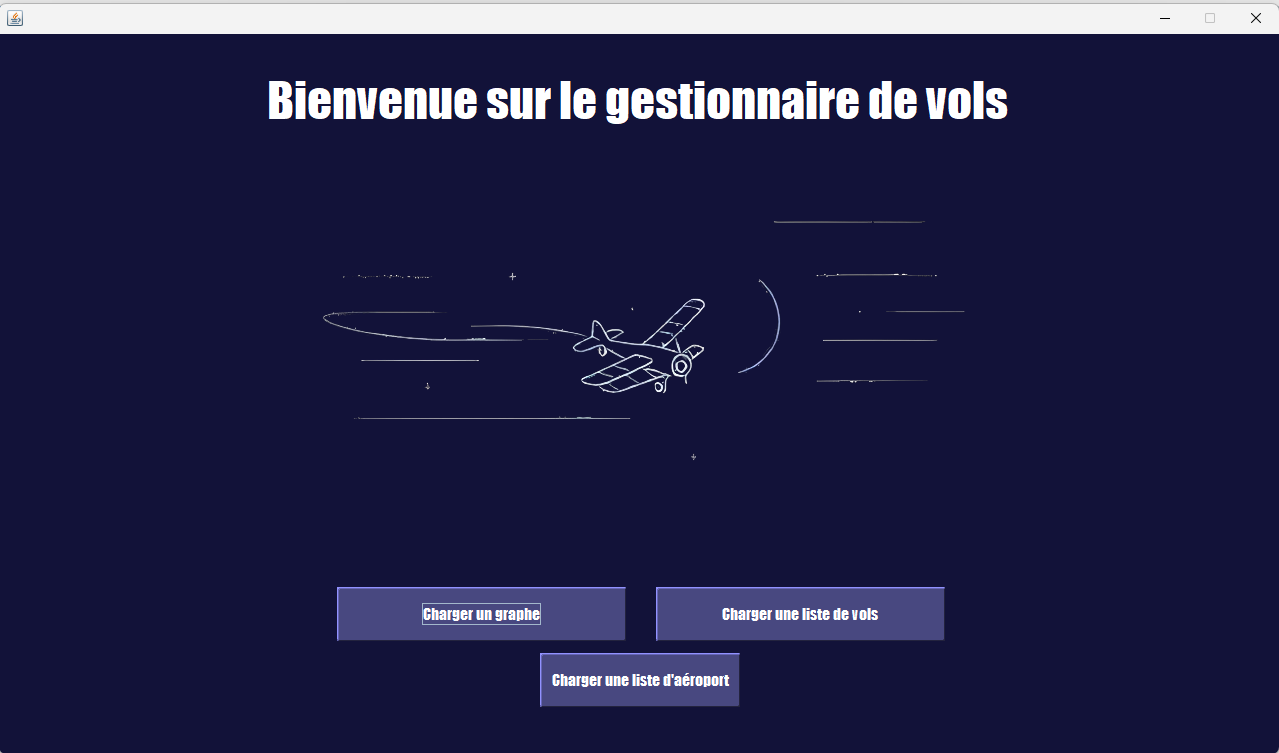 Bienvenue sur le gestionnaire de vols
Charger un graphe
Charger une liste de vols
Charger une liste d'aéroport